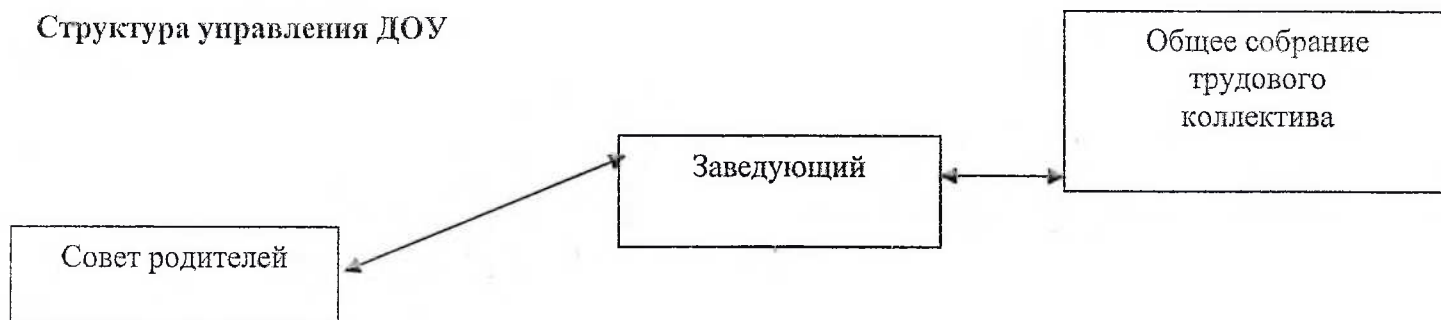 Структура управления ДОУ
Общее собрание
трудового
коллектива
Заведующий
Совет родителей